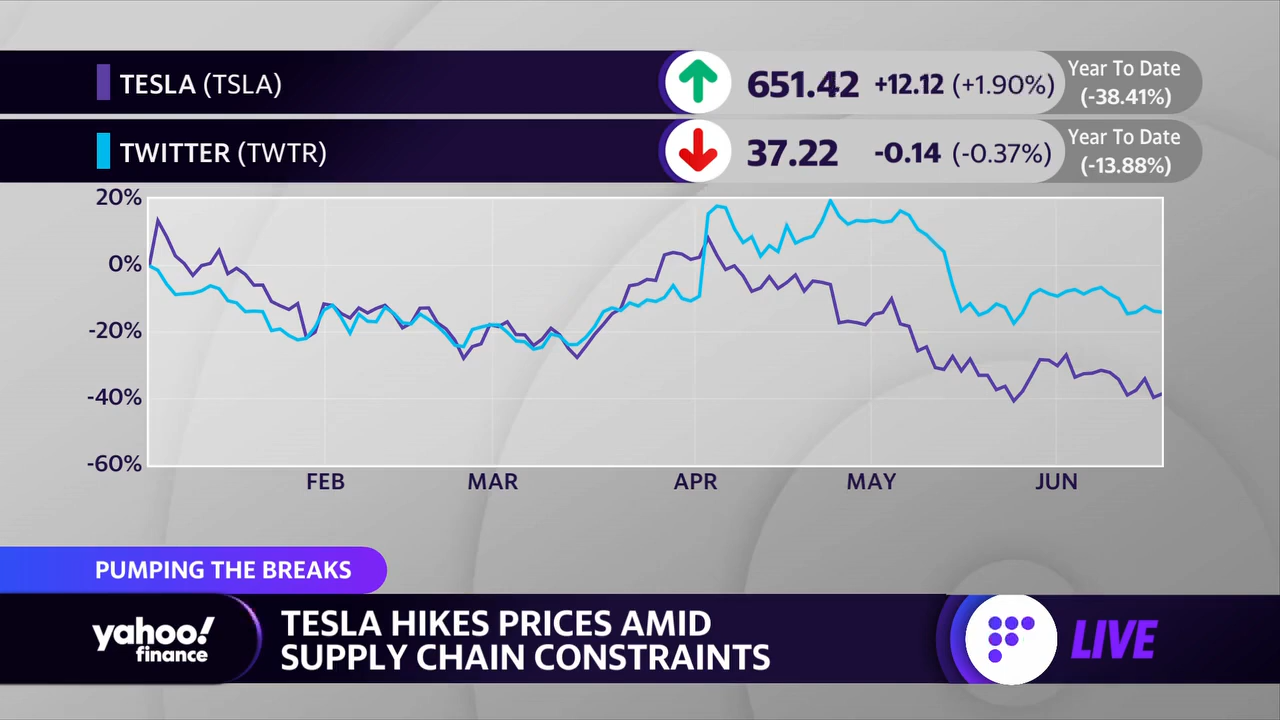 TESLA (TSLA) 651.42 +12.12 (+1.90%) Year To Date (-38.41%)
TWITTER (TWTR) 37.22 -0.14 (-0.37%) Year To Date (-13.88%)
20%
0%
-20%
-40%
-60%
FEB MAR APR MAY JUN
PUMPING THE BREAKS
yahoo! finance
TESLA HIKES PRICES AMID
SUPPLY CHAIN CONSTRAINTS
LIVE